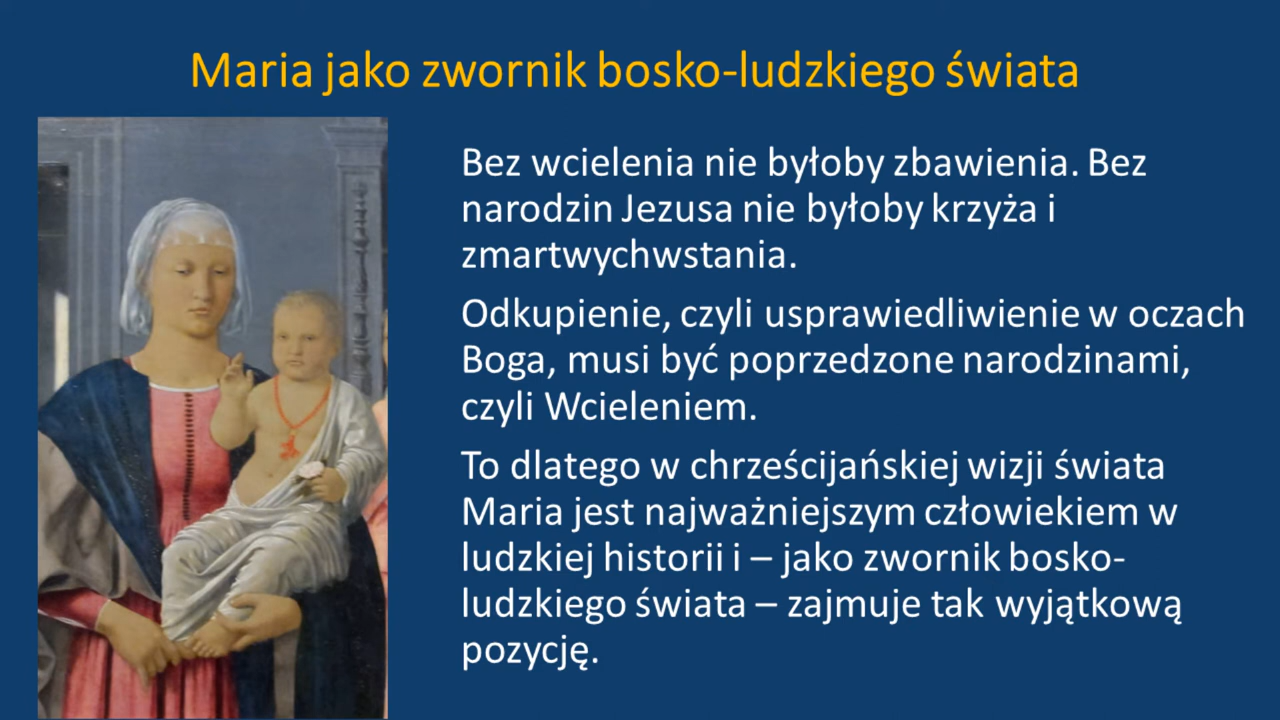 Maria jako zwornik bosko-ludzkiego świata
Bez wcielenia nie byłoby zbawienia. Bez
narodzin Jezusa nie byłoby krzyża i
zmartwychwstania.
Odkupienie, czyli usprawiedliwienie w oczach
Boga, musi być poprzedzone narodzinami,
czyli Wcieleniem.
To dlatego w chrześcijańskiej wizji świata
Maria jest najważniejszym człowiekiem w
ludzkiej historii i – jako zwornik bosko-
ludzkiego świata – zajmuje tak wyjątkową
pozycję.